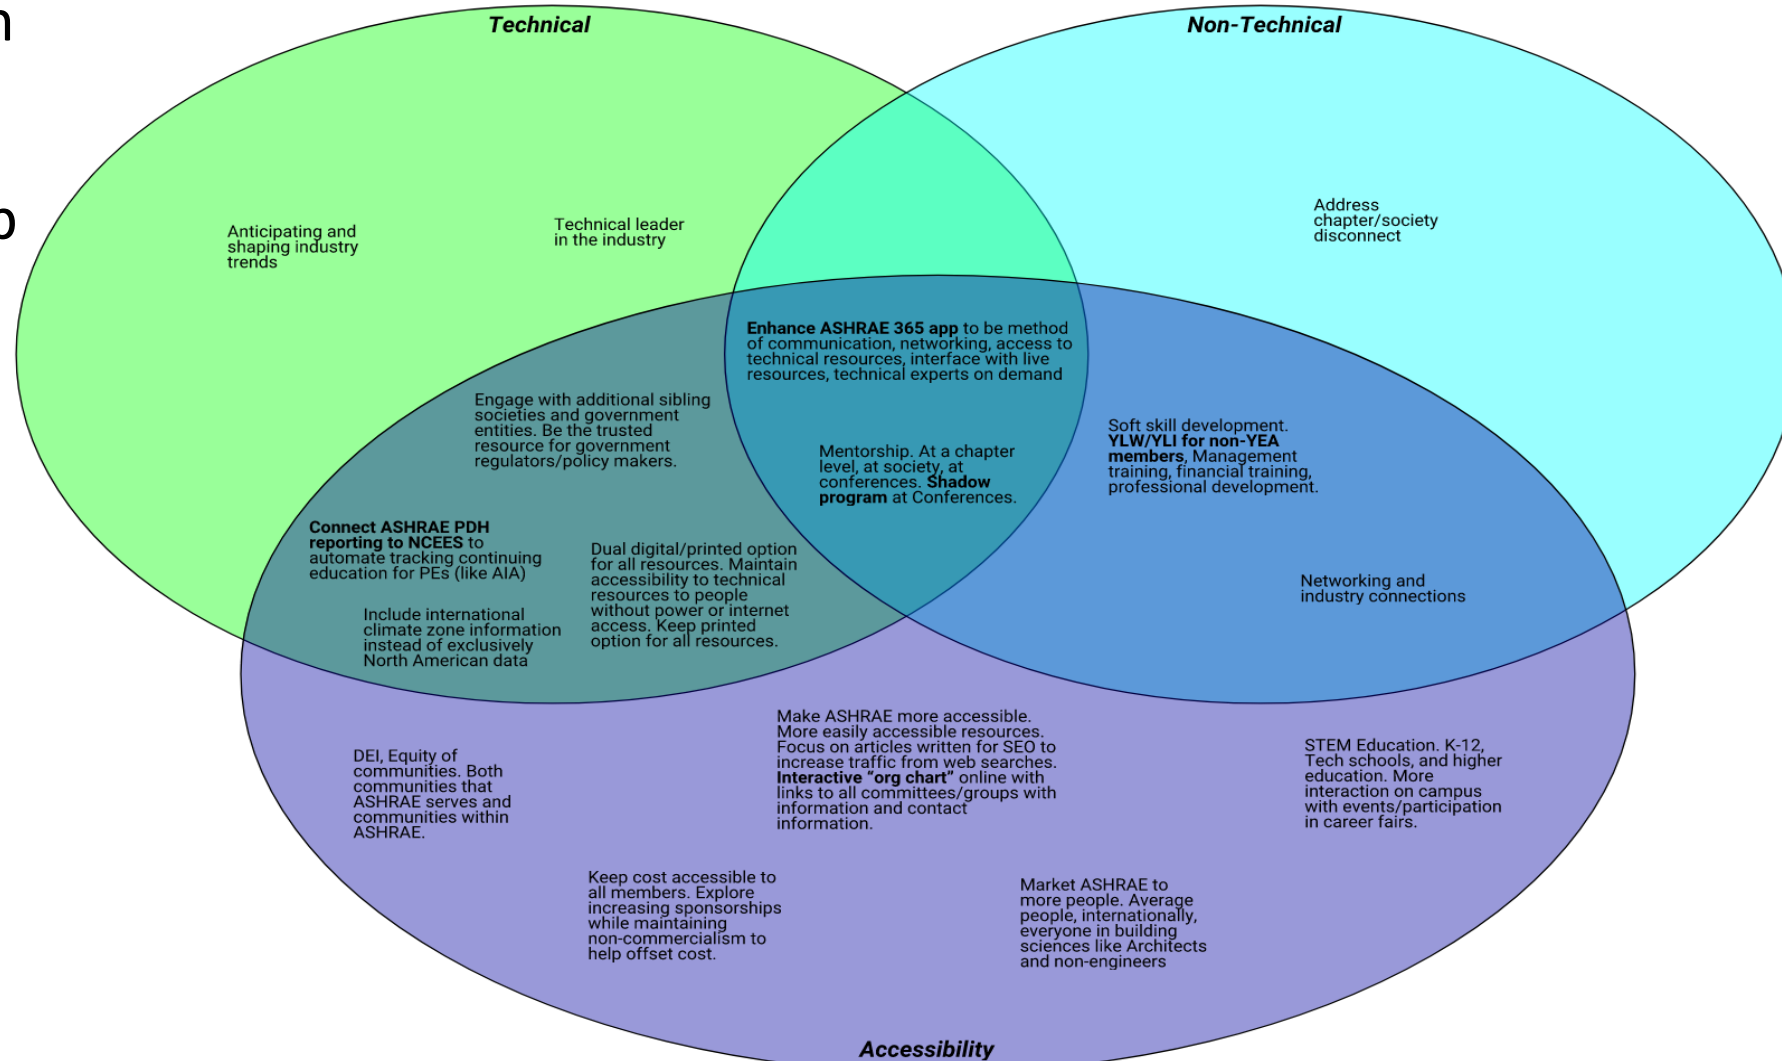 n
p
Technical
Non-Technical
Anticipating and
shaping industry
trends
Technical leader
in the industry
Address
chapter/society
disconnect
Enhance ASHRAE 365 app to be method
of communication, networking, access to
technical resources, interface with live
resources, technical experts on demand
Engage with additional sibling
societies and government
entities. Be the trusted
resource for government
regulators/policy makers.
Mentorship. At a chapter
level, at society, at
conferences. Shadow
program at Conferences.
Soft skill development.
YLW/YLI for non-YEA
members, Management
training, financial training,
professional development.
Connect ASHRAE PDH
reporting to NCEES to
automate tracking continuing
education for PEs (like AIA)
Dual digital/printed option
for all resources. Maintain
accessibility to technical
resources to people
without power or internet
access. Keep printed
option for all resources.
Networking and
industry connections
Include international
climate zone information
instead of exclusively
North American data
DEI, Equity of
communities. Both
communities that
ASHRAE serves and
communities within
ASHRAE.
Make ASHRAE more accessible.
More easily accessible resources.
Focus on articles written for SEO to
increase traffic from web searches.
Interactive “org chart” online with
links to all committees/groups with
information and contact
information.
STEM Education. K-12,
Tech schools, and higher
education. More
interaction on campus
with events/participation
in career fairs.
Keep cost accessible to
all members. Explore
increasing sponsorships
while maintaining
non-commercialism to
help offset cost.
Market ASHRAE to
more people. Average
people, internationally,
everyone in building
sciences like Architects
and non-engineers
Accessibility